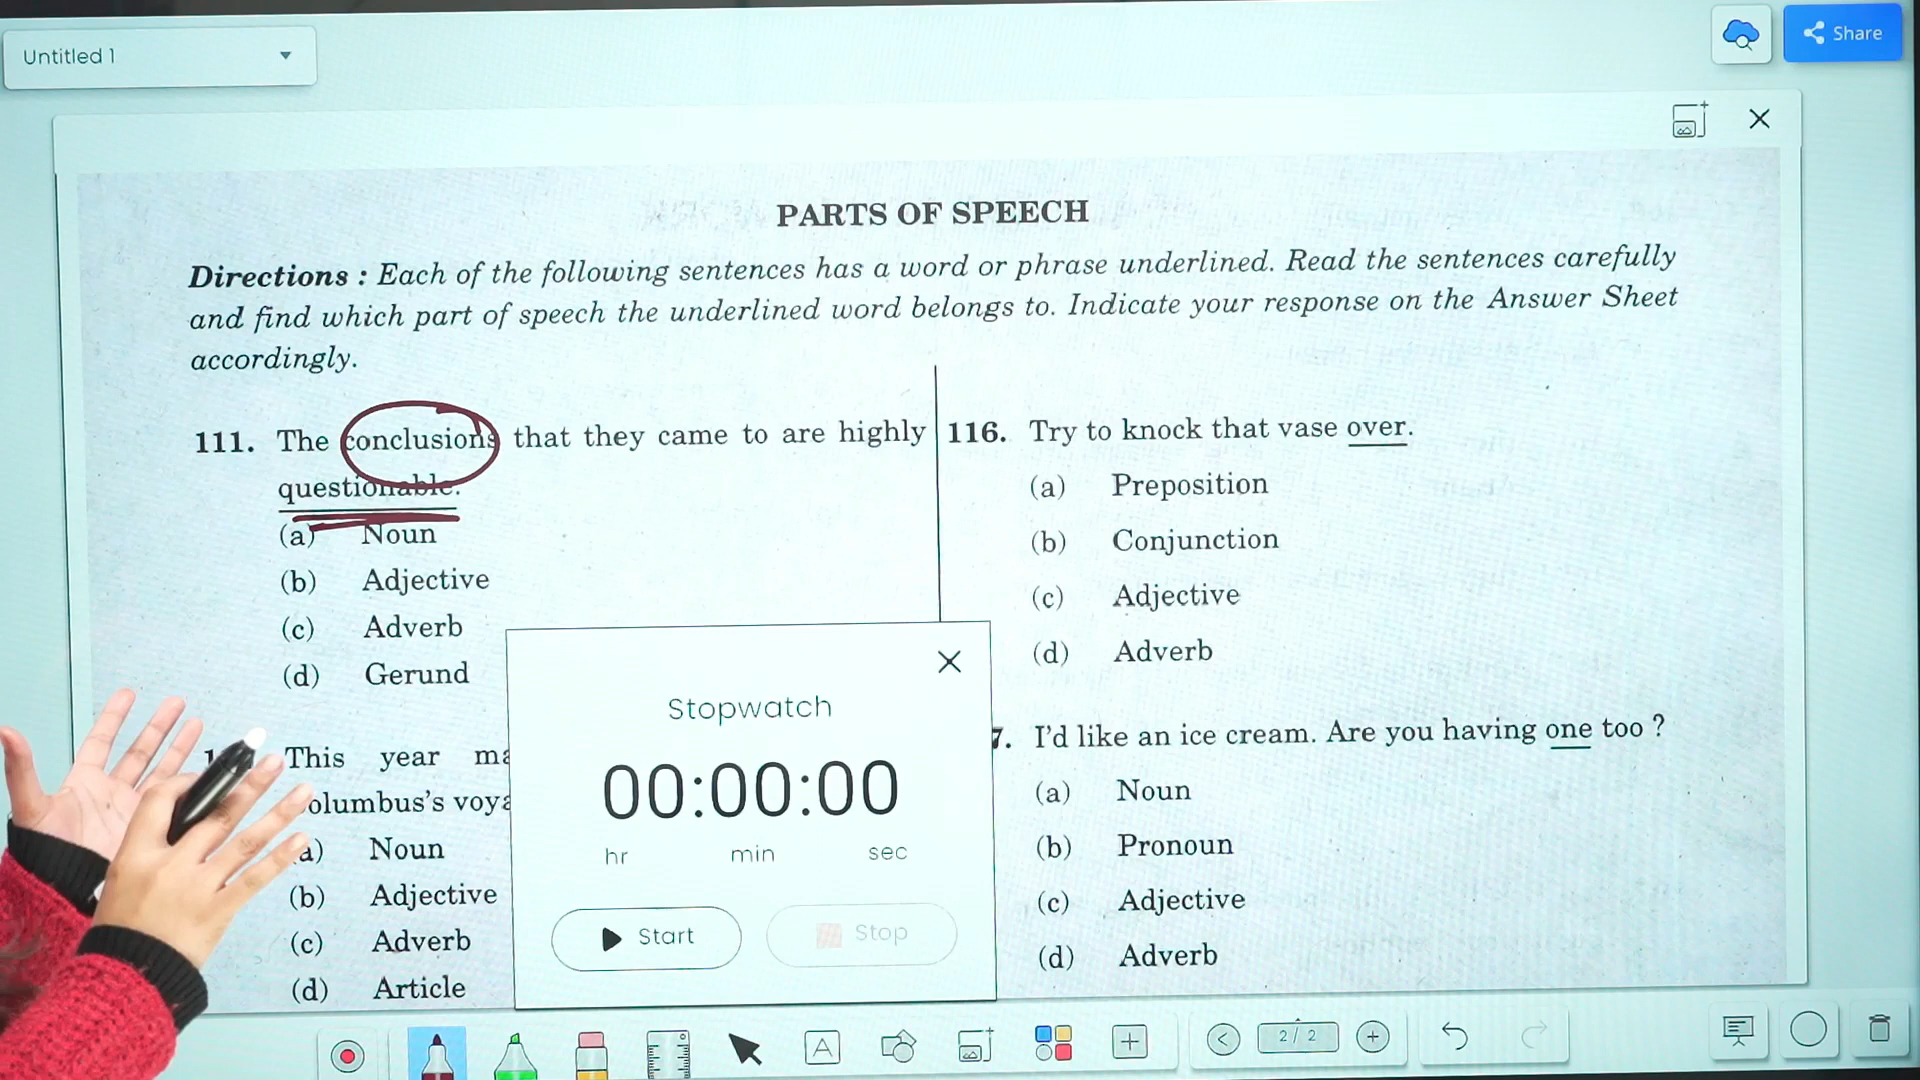 Untitled 1
Share
PARTS OF SPEECH
Directions : Each of the following sentences has a word or phrase underlined. Read the sentences carefully
and find which part of speech the underlined word belongs to. Indicate your response on the Answer Sheet
accordingly.
111. The conclusions that they came to are highly
questionable.
(a) Noun
(b) Adjective
(c) Adverb
(d) Gerund
This year
olumbus's
a) Noun
(b) Adjective
(c) Adverb
(d) Article
116. Try to knock that vase over.
(a) Preposition
(b) Conjunction
(c) Adjective
(d) Adverb
7. I'd like an ice cream. Are you having one too ?
(a) Noun
(b) Pronoun
(c) Adjective
(d) Adverb
Stopwatch
00:00:00
hr min sec
Start Stop
A
2 / 2